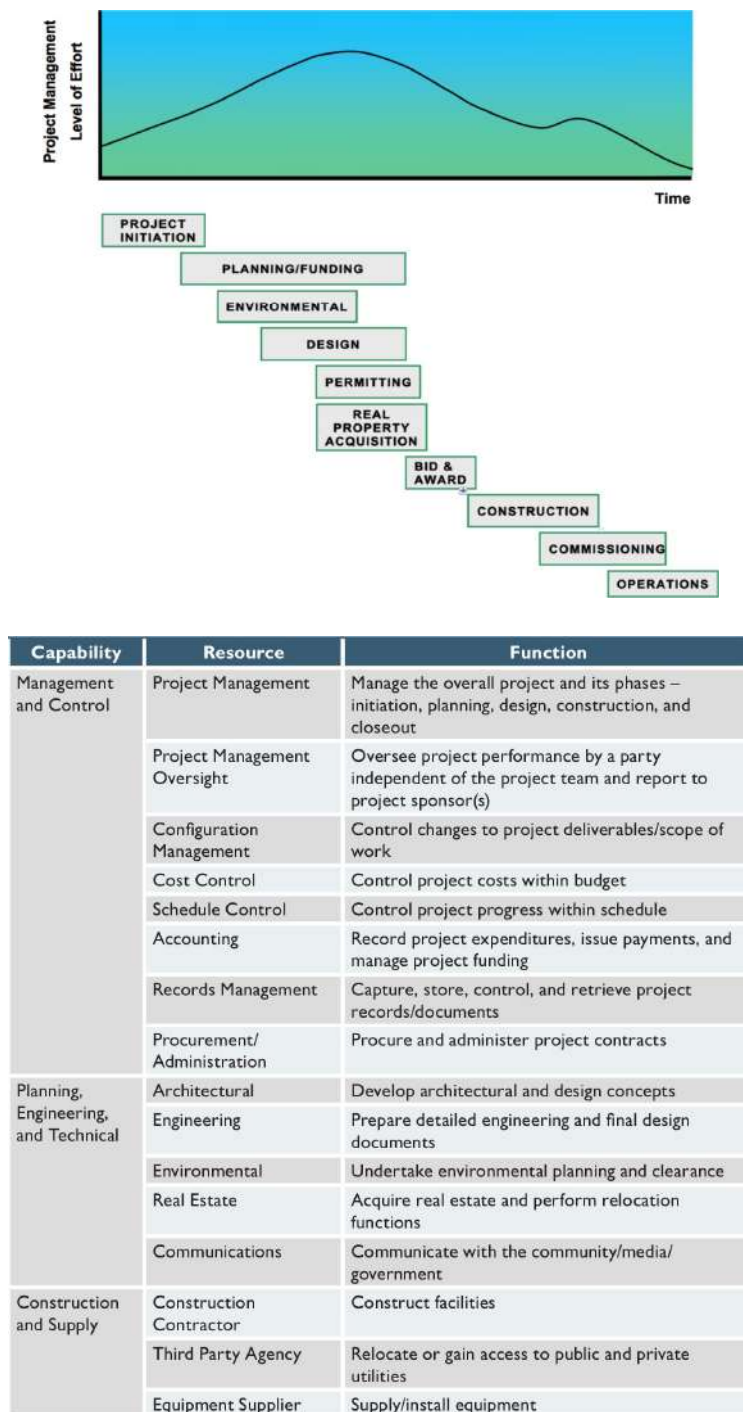 Project Management
Level of Effort
Time
PROJECT
INITIATION
PLANNING/FUNDING
ENVIRONMENTAL
DESIGN
PERMITTING
REAL
PROPERTY
ACQUISITION
BID &
AWARD
CONSTRUCTION
COMMISSIONING
OPERATIONS
Capability Resource Function
Management
and Control
Project Management
Manage the overall project and its phases –
initiation, planning, design, construction, and
closeout
Project Management
Oversight
Oversee project performance by a party
independent of the project team and report to
project sponsor(s)
Configuration
Management
Control changes to project deliverables/scope of
work
Cost Control
Control project costs within budget
Schedule Control
Control project progress within schedule
Accounting
Record project expenditures, issue payments, and
manage project funding
Records Management
Capture, store, control, and retrieve project
records/documents
Procurement/
Administration
Procure and administer project contracts
Planning,
Engineering,
and Technical
Architectural
Develop architectural and design concepts
Engineering
Prepare detailed engineering and final design
documents
Environmental
Undertake environmental planning and clearance
Real Estate
Acquire real estate and perform relocation
functions
Communications
Communicate with the community/media/
government
Construction
and Supply
Construction
Contractor
Construct facilities
Third Party Agency
Relocate or gain access to public and private
utilities
Equipment Supplier
Supply/install equipment